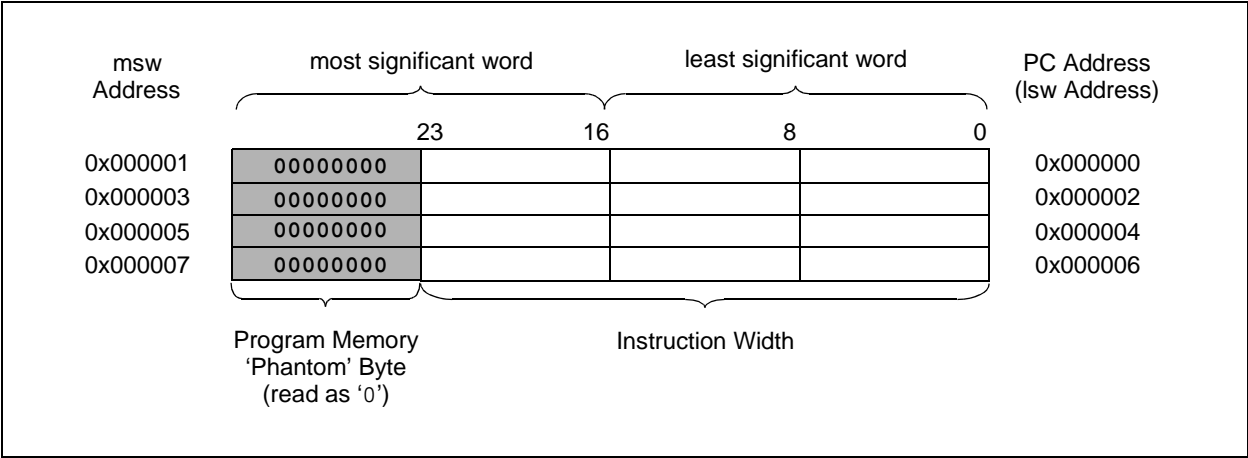 msw
Address
most significant word
least significant word
PC Address
(lsw Address)
23 16 8 0
0x000001 00000000 0x000000
0x000003 00000000 0x000002
0x000005 00000000 0x000004
0x000007 00000000 0x000006
Program Memory
‘Phantom’ Byte
(read as ‘0’)
Instruction Width